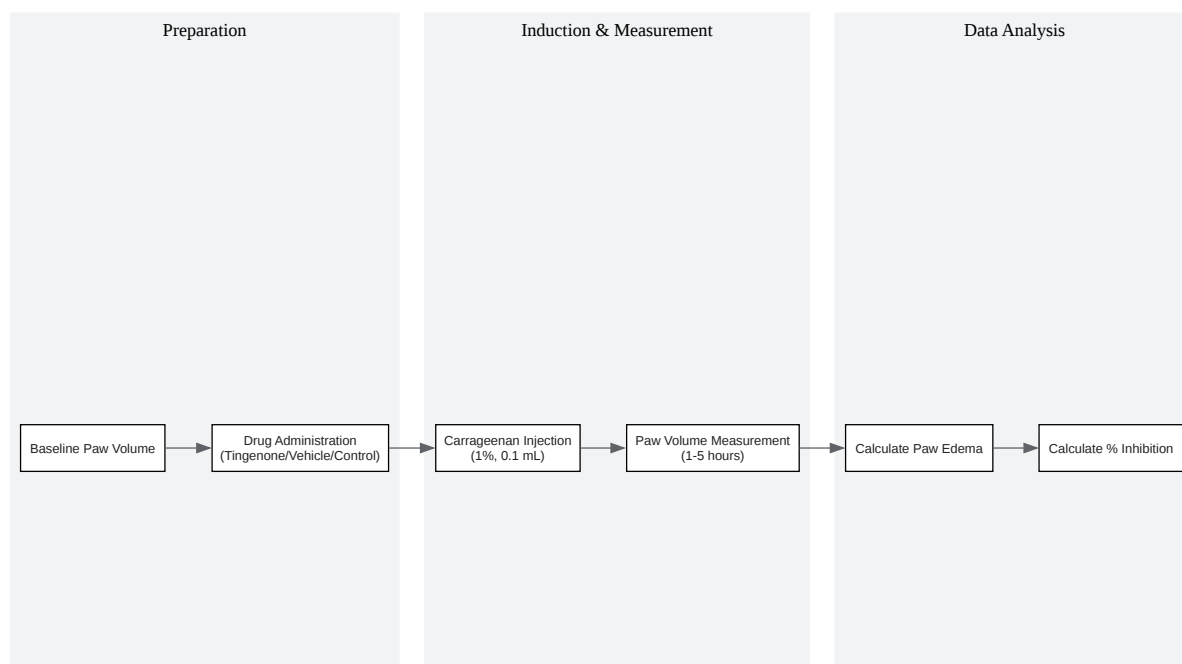 Preparation
Induction & Measurement
Data Analysis
Baseline Paw Volume
Drug Administration
(Tingenone/Vehicle/Control)
Carrageenan Injection
(1%, 0.1 mL)
Paw Volume Measurement
(1-5 hours)
Calculate Paw Edema
Calculate % Inhibition